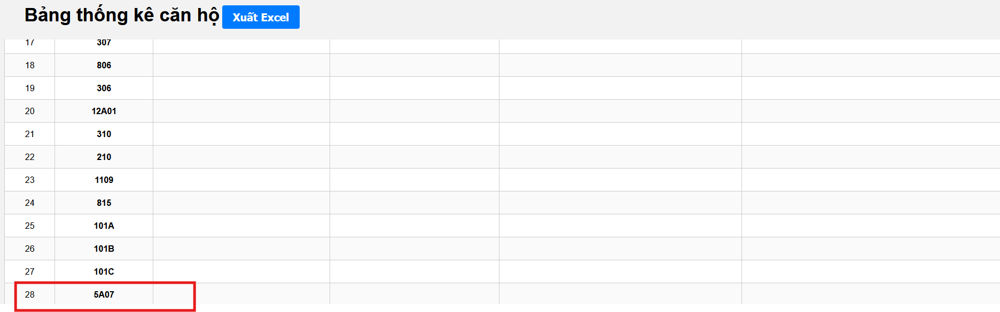 Bảng thống kê căn hộ Xuất Excel
17 307
18 806
19 306
20 12A01
21 310
22 210
23 1109
24 815
25 101A
26 101B
27 101C
28 5A07